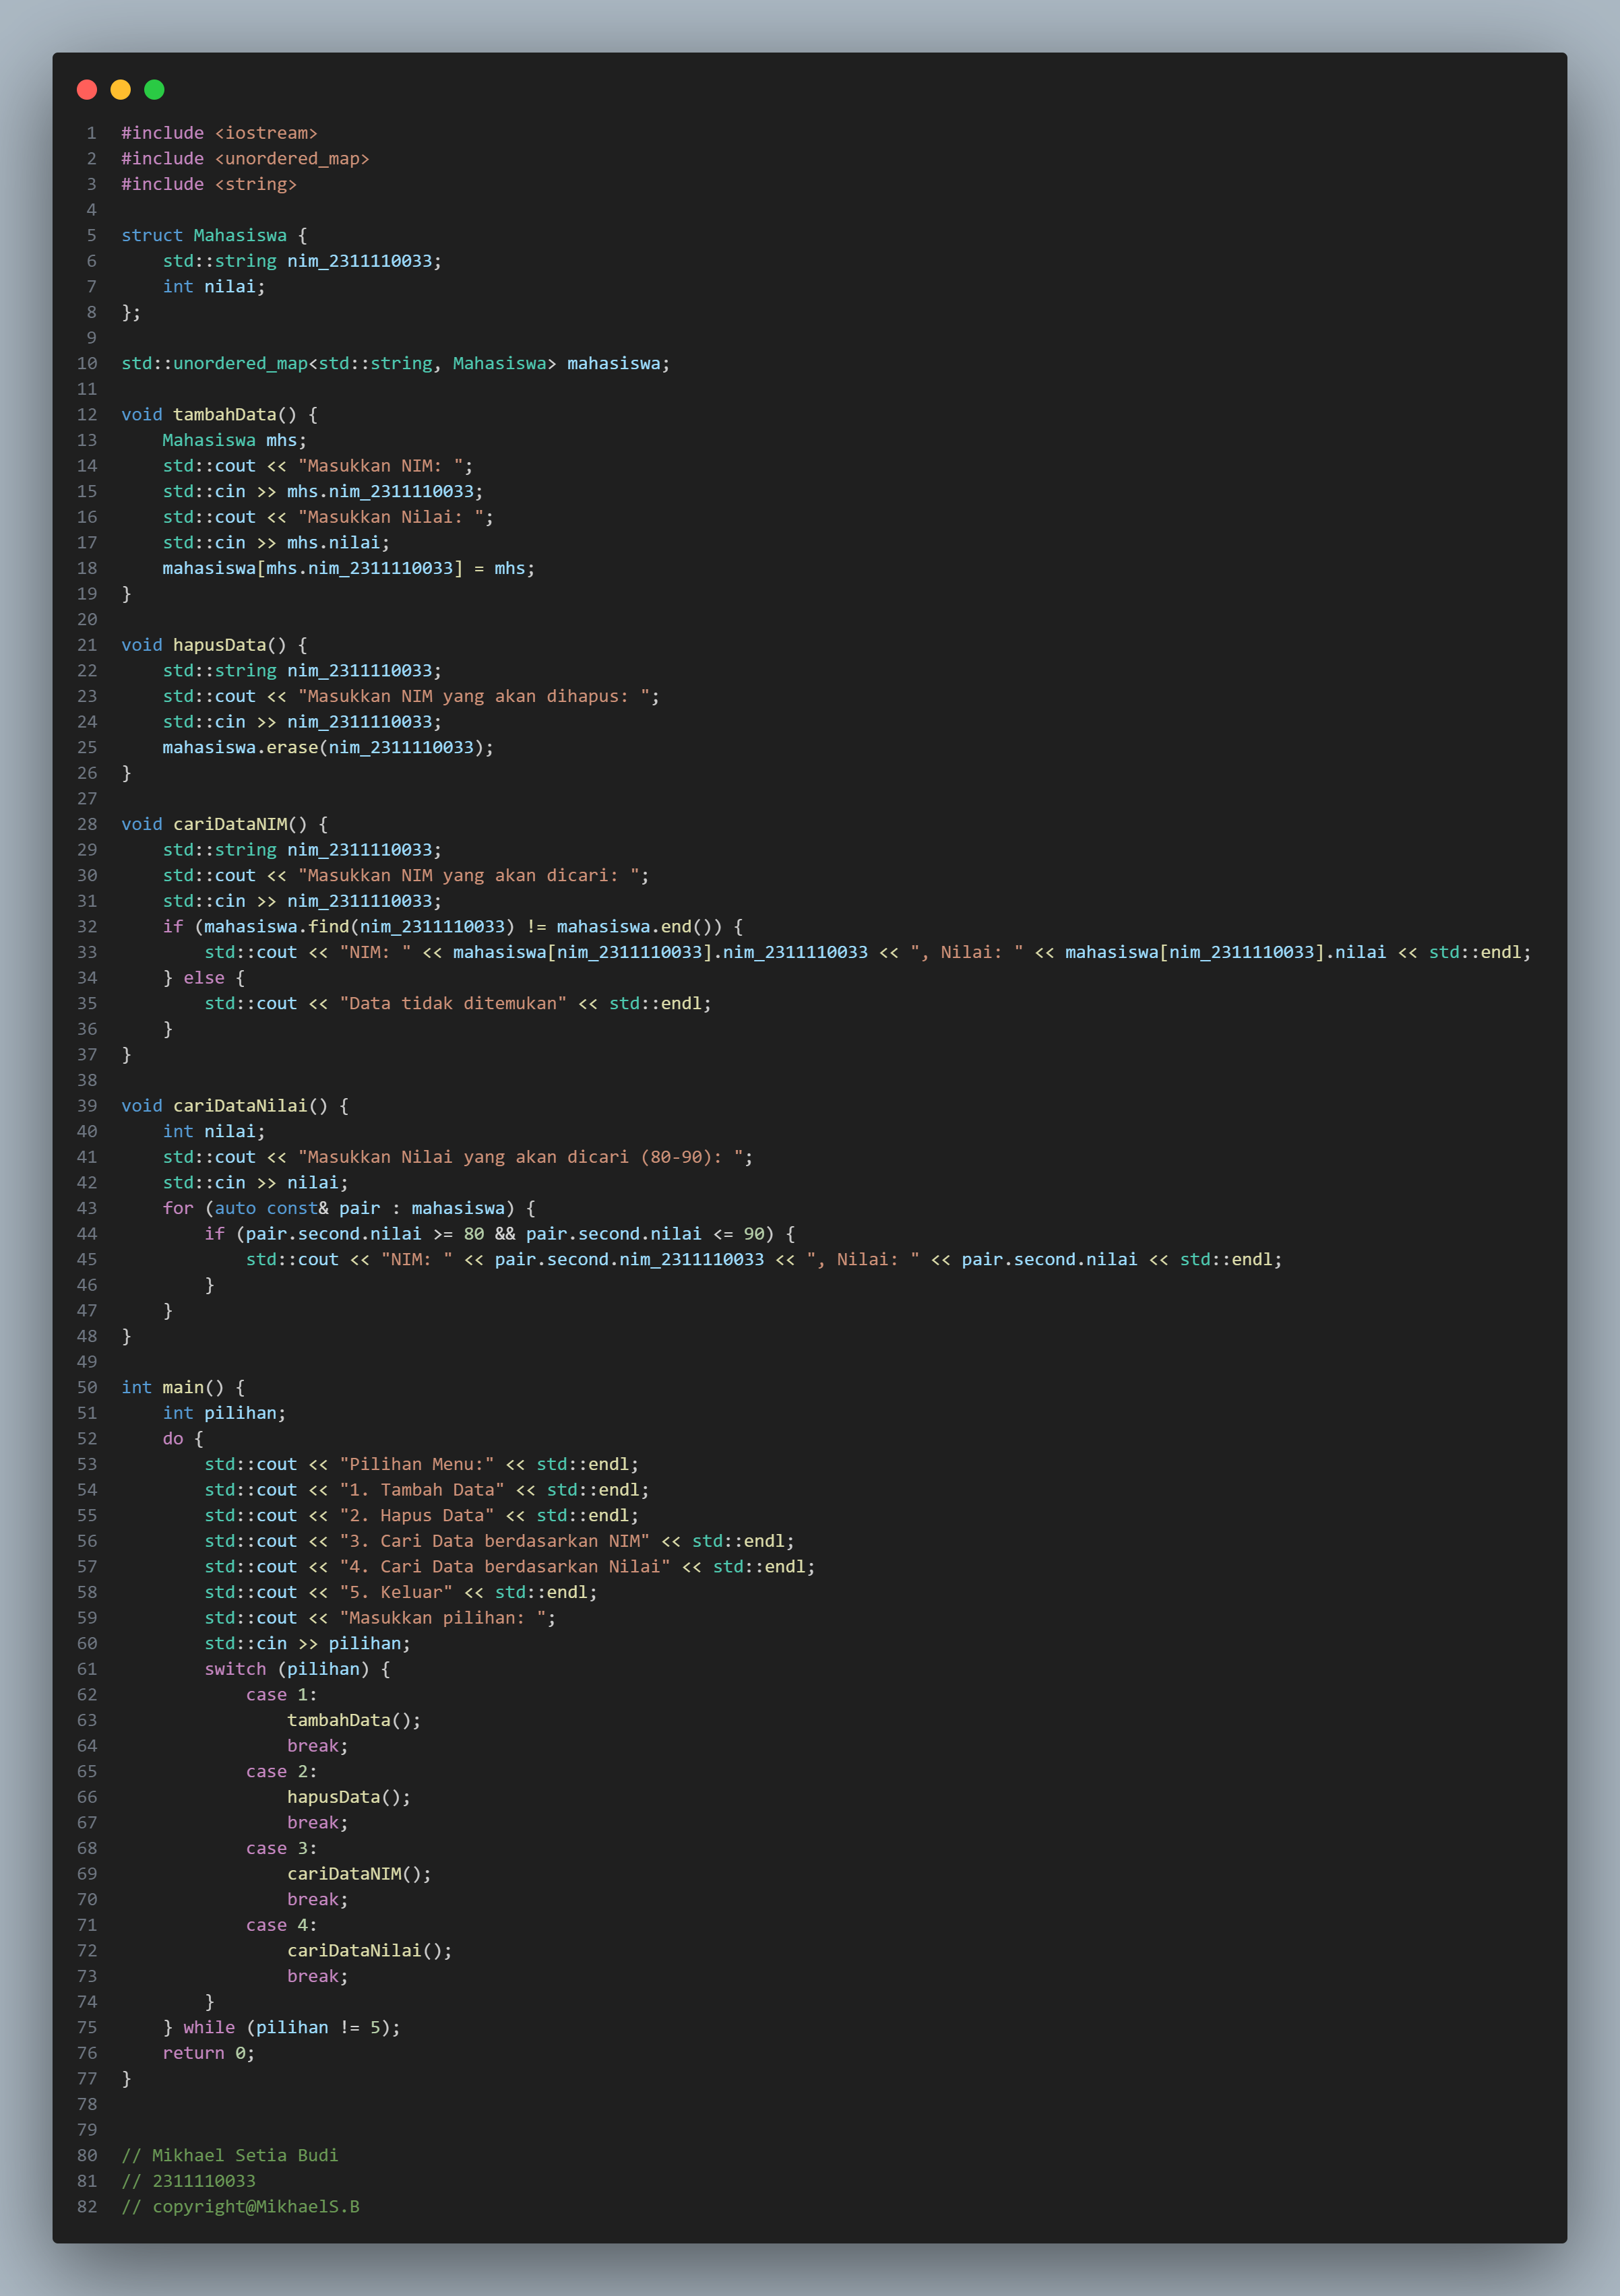 1 #include <iostream>
2 #include <unordered_map>
3 #include <string>
4
5 struct Mahasiswa {
6     std::string nim_2311110033;
7     int nilai;
8 };
9
10 std::unordered_map<std::string, Mahasiswa> mahasiswa;
11
12 void tambahData() {
13     Mahasiswa mhs;
14     std::cout << "Masukkan NIM: ";
15     std::cin >> mhs.nim_2311110033;
16     std::cout << "Masukkan Nilai: ";
17     std::cin >> mhs.nilai;
18     mahasiswa[mhs.nim_2311110033] = mhs;
19 }
20
21 void hapusData() {
22     std::string nim_2311110033;
23     std::cout << "Masukkan NIM yang akan dihapus: ";
24     std::cin >> nim_2311110033;
25     mahasiswa.erase(nim_2311110033);
26 }
27
28 void cariDataNIM() {
29     std::string nim_2311110033;
30     std::cout << "Masukkan NIM yang akan dicari: ";
31     std::cin >> nim_2311110033;
32     if (mahasiswa.find(nim_2311110033) != mahasiswa.end()) {
33         std::cout << "NIM: " << mahasiswa[nim_2311110033].nim_2311110033 << ", Nilai: " << mahasiswa[nim_2311110033].nilai << std::endl;
34     } else {
35         std::cout << "Data tidak ditemukan" << std::endl;
36     }
37 }
38
39 void cariDataNilai() {
40     int nilai;
41     std::cout << "Masukkan Nilai yang akan dicari (80-90): ";
42     std::cin >> nilai;
43     for (auto const& pair : mahasiswa) {
44         if (pair.second.nilai >= 80 && pair.second.nilai <= 90) {
45             std::cout << "NIM: " << pair.second.nim_2311110033 << ", Nilai: " << pair.second.nilai << std::endl;
46         }
47     }
48 }
49
50 int main() {
51     int pilihan;
52     do {
53         std::cout << "Pilihan Menu:" << std::endl;
54         std::cout << "1. Tambah Data" << std::endl;
55         std::cout << "2. Hapus Data" << std::endl;
56         std::cout << "3. Cari Data berdasarkan NIM" << std::endl;
57         std::cout << "4. Cari Data berdasarkan Nilai" << std::endl;
58         std::cout << "5. Keluar" << std::endl;
59         std::cout << "Masukkan pilihan: ";
60         std::cin >> pilihan;
61         switch (pilihan) {
62             case 1:
63                 tambahData();
64                 break;
65             case 2:
66                 hapusData();
67                 break;
68             case 3:
69                 cariDataNIM();
70                 break;
71             case 4:
72                 cariDataNilai();
73                 break;
74         }
75     } while (pilihan != 5);
76     return 0;
77 }
78
79
80 // Mikhael Setia Budi
81 // 2311110033
82 // copyright@MikhaelS.B